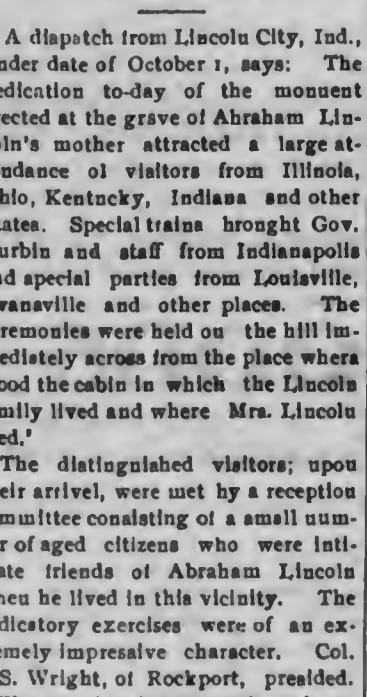 A dispatch from Lincoln City, Ind.,
nder date of October 1, says: The
edication to-day of the monuent
ected at the grave of Abraham Lin-
oln's mother attracted a large at-
ndance of visitors from Illinois,
hio, Kentucky, Indiana and other
tates. Special trains brought Gov.
urbin and staff from Indianapolis
nd special parties from Louisville,
vansville and other places. The
remonies were held on the hill im-
ediately across from the place where
ood the cabin in which the Lincoln
mily lived and where Mrs. Lincoln
ed.'
The distinguished visitors; upon
eir arrivel, were met by a reception
mmittee consisting of a small num-
r of aged citizens who were inti-
ate friends of Abraham Lincoln
hen he lived in this vicinity. The
dicatory exercises were of an ex-
emely impressive character. Col.
S. Wright, of Rockport, presided.